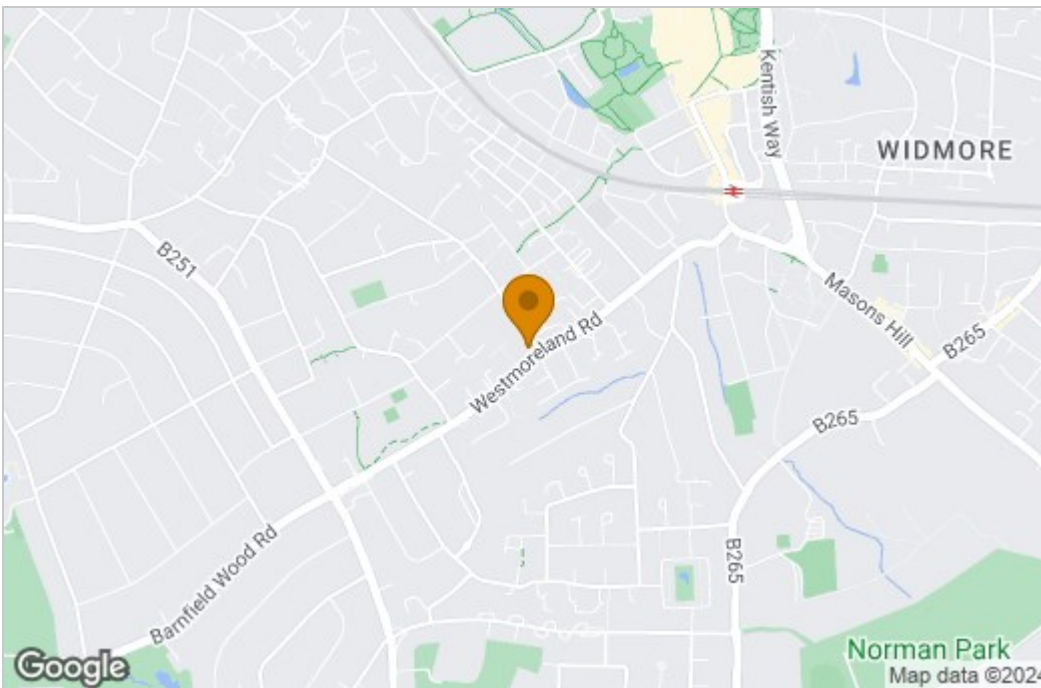 Kentish Way
WIDMORE
B251
Masons Hill
B265
Westmoreland Rd
B265
B265
Barnfield Wood Rd
Norman Park
Google
Map data ©2024